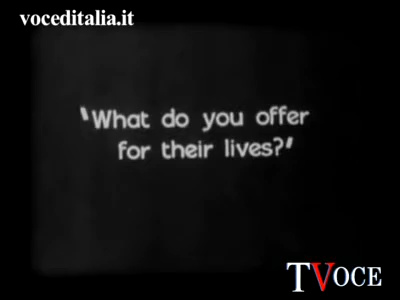 voceditalia.it
"What do you offer
for their lives?"
TVOCE